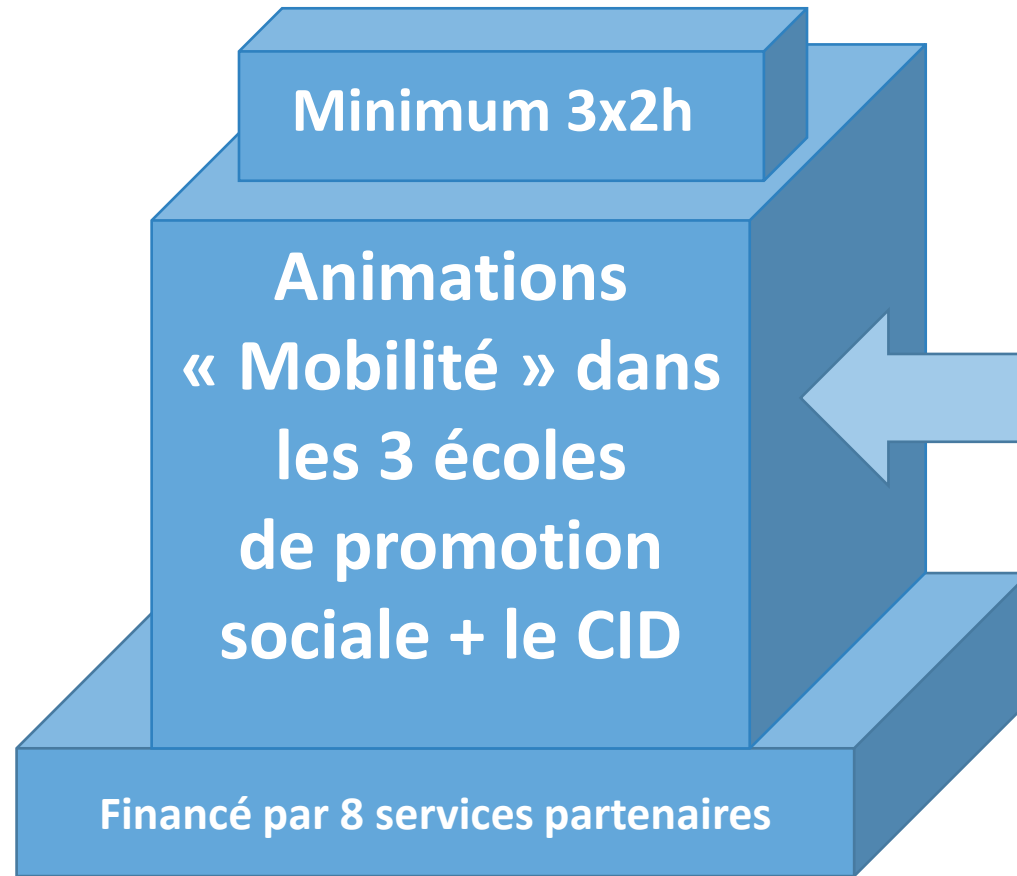 Minimum 3x2h
Animations
« Mobilité » dans
les 3 écoles
de promotion
sociale + le CID
Financé par 8 services partenaires